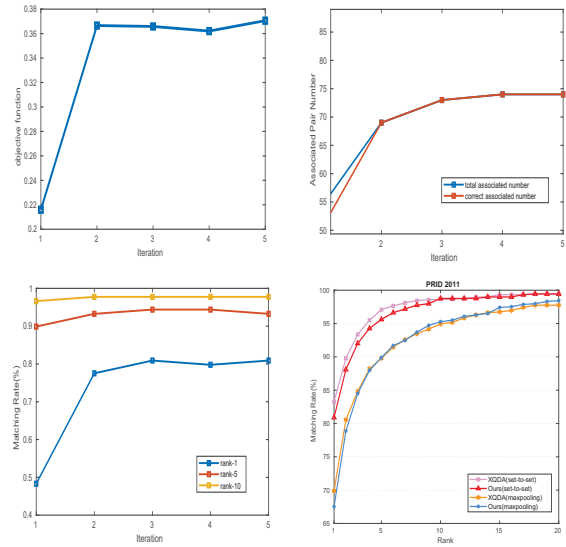 0.38
0.36
0.34
0.32
0.3
0.28
0.26
0.24
0.22
0.2
objective function
1 2 3 4 5
Iteration
85
80
75
70
65
60
55
50
Associated Pair Number
total associated number
correct associated number
2 3 4 5
Iteration
1
0.9
0.8
0.7
0.6
0.5
0.4
Matching Rate(%)
rank-1
rank-5
rank-10
1 2 3 4 5
Iteration
PRID 2011
100
95
90
85
80
75
70
65
Matching Rate(%)
XQDA(set-to-set)
Ours(set-to-set)
XQDA(maxpooling)
Ours(maxpooling)
1 5 10 15 20
Rank